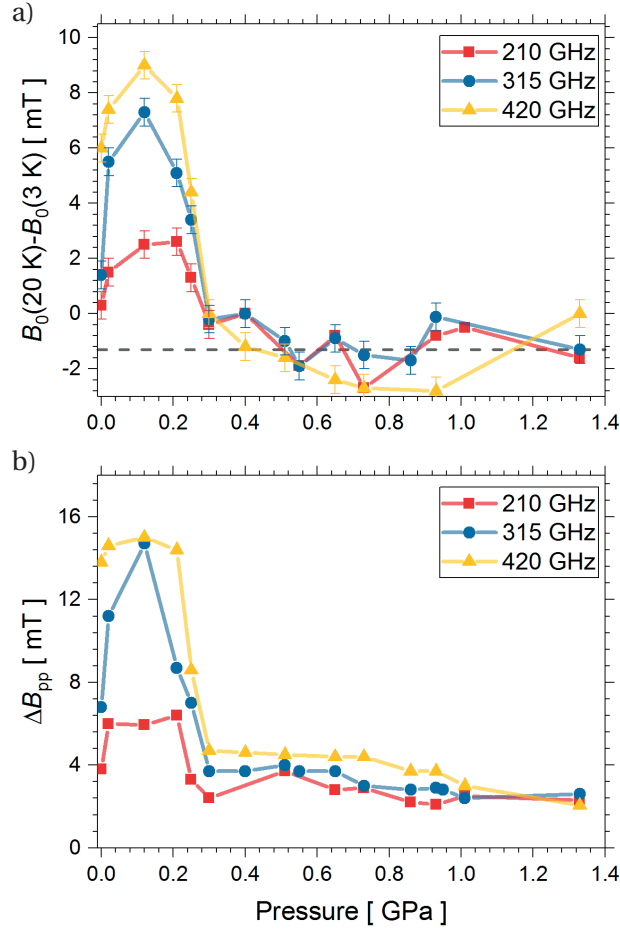 a)
10
8
6
4
2
0
-2
B₀(20 K)-B₀(3 K) [ mT ]
210 GHz
315 GHz
420 GHz
0.0 0.2 0.4 0.6 0.8 1.0 1.2 1.4
b)
16
12
8
4
0
ΔBpp [ mT ]
210 GHz
315 GHz
420 GHz
0.0 0.2 0.4 0.6 0.8 1.0 1.2 1.4
Pressure [ GPa ]